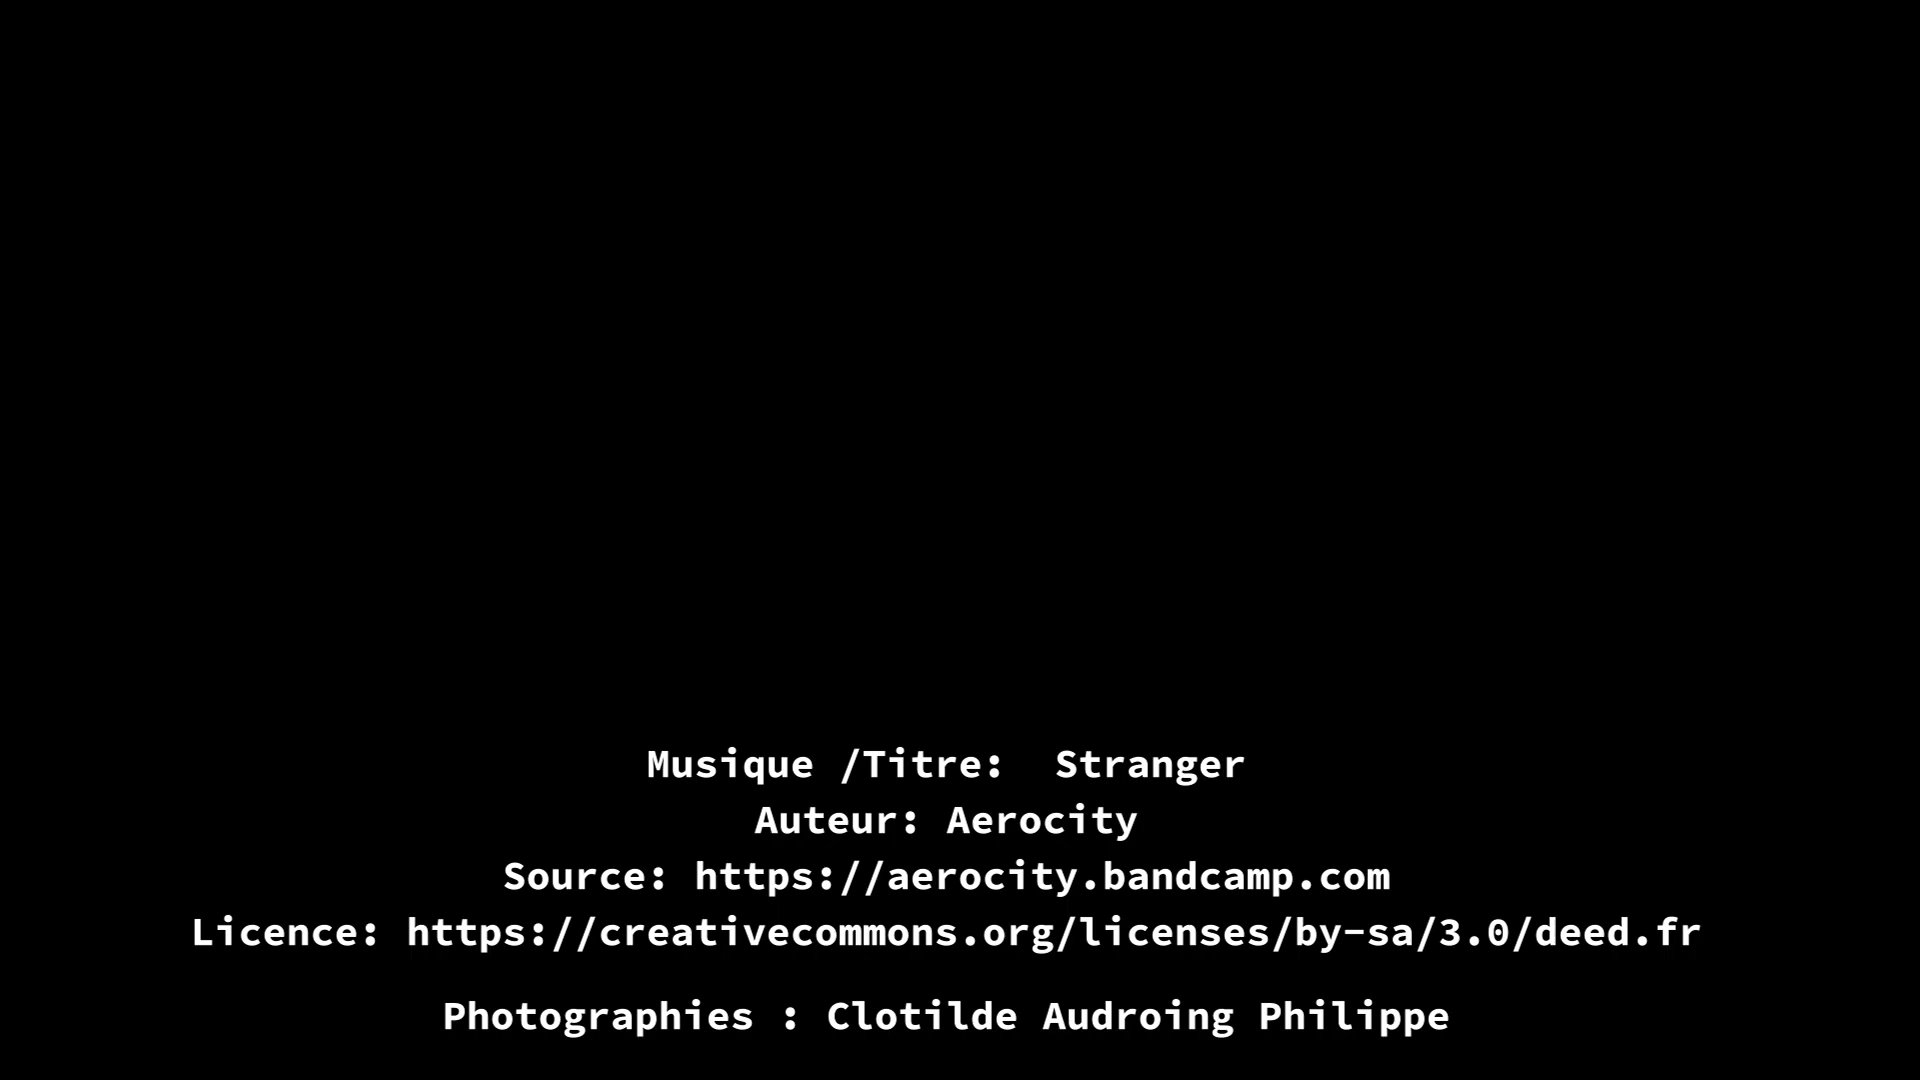 Musique /Titre:  Stranger
Auteur: Aerocity
Source: https://aerocity.bandcamp.com
Licence: https://creativecommons.org/licenses/by-sa/3.0/deed.fr
Photographies : Clotilde Audroing Philippe